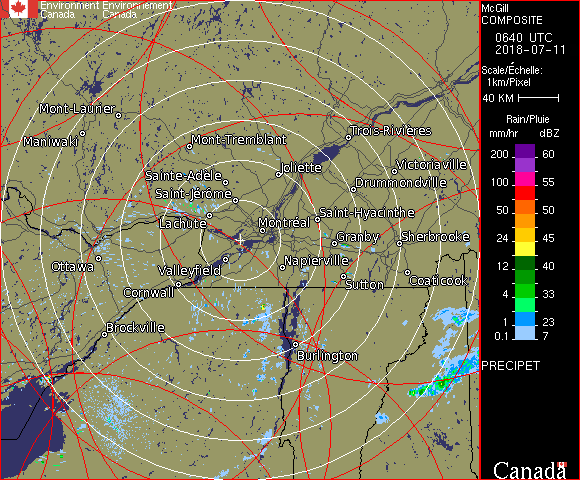 Environment Environnement
Canada Canada
McGill
COMPOSITE
0640 UTC
2018-07-11
Scale/Échelle:
1km/Pixel
40 KM
Rain/Pluie
mm/hr dBZ
200 60
55
100 55
50 50
24 45
12 40
4 33
1 23
0.1 7
PRECIPET
Canada
Mont-Laurier
Maniwaki
Mont-Tremblant
Trois-Rivières
Joliette
Victoriaville
Sainte-Adèle
Drummondville
Saint-Jérôme
Saint-Hyacinthe
Lachute
Montréal
Granby
Sherbrooke
Ottawa
Valleyfield
Napierville
Cornwall
Sutton
Coaticook
Brockville
Burlington